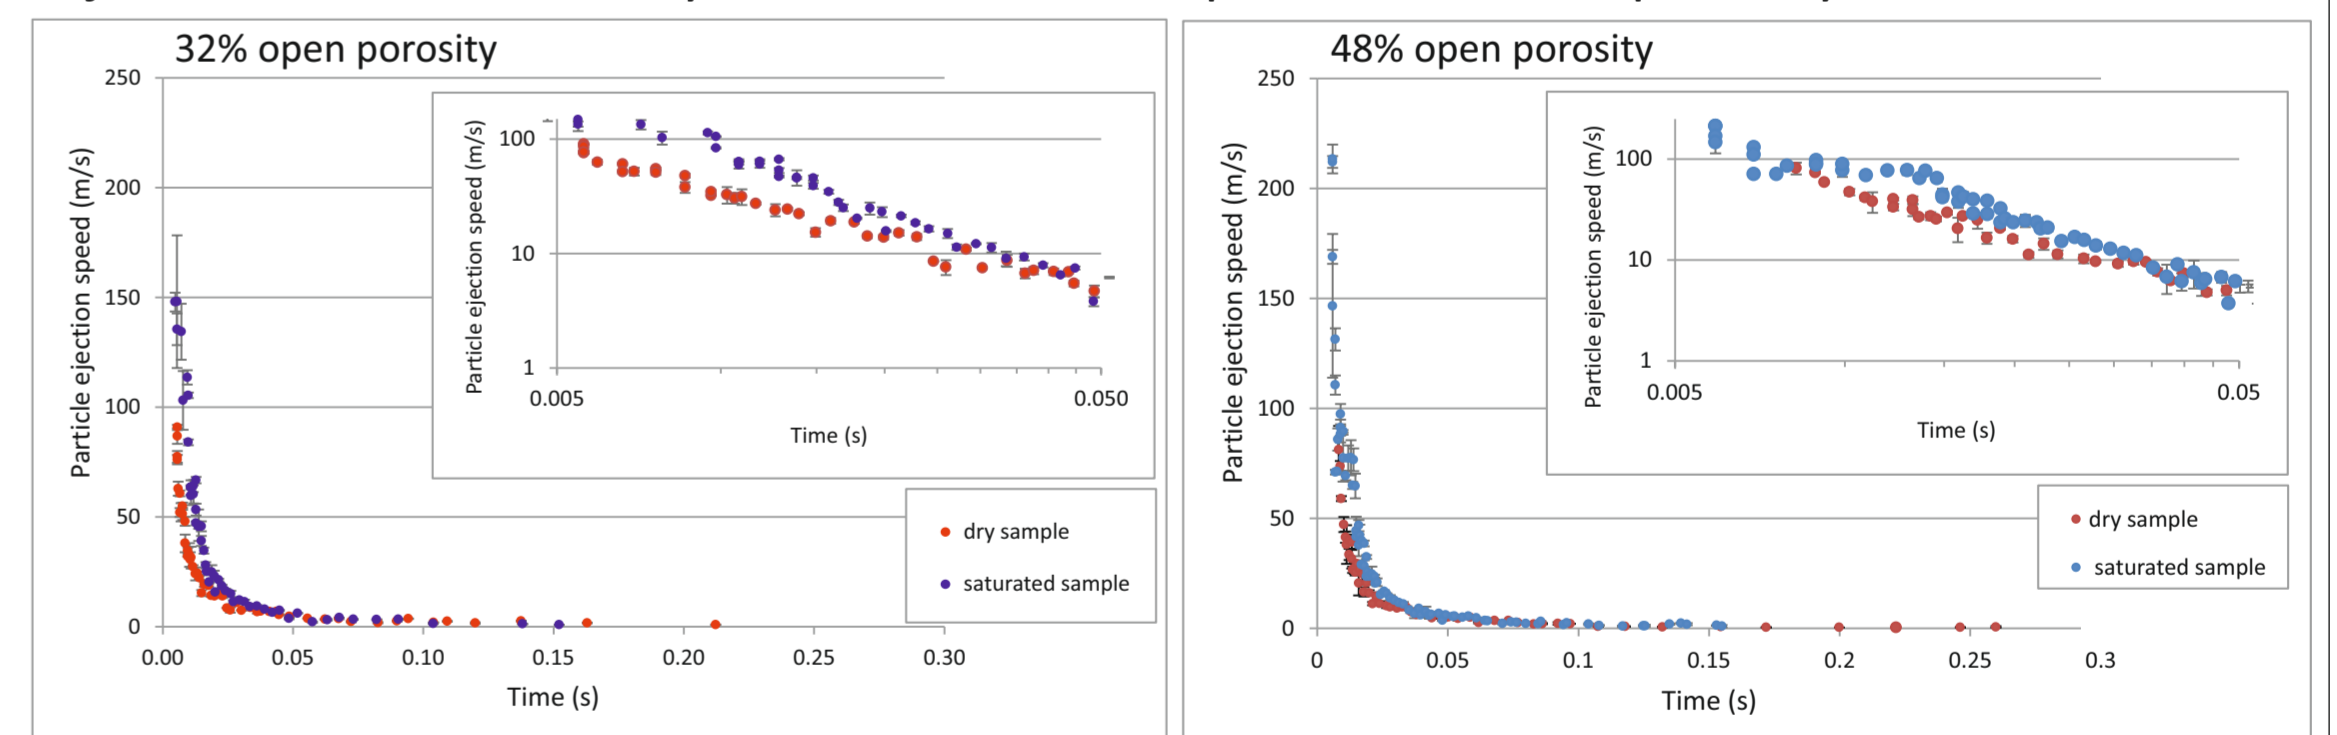 32% open porosity
250
200
150
100
50
0
0.00 0.05 0.10 0.15 0.20 0.25 0.30
Time (s)
Particle ejection speed (m/s)
100
10
1
0.005 0.050
Time (s)
Particle ejection speed (m/s)
dry sample
saturated sample
48% open porosity
250
200
150
100
50
0
0 0.05 0.1 0.15 0.2 0.25 0.3
Time (s)
Particle ejection speed (m/s)
100
10
1
0.005 0.05
Time (s)
Particle ejection speed (m/s)
dry sample
saturated sample